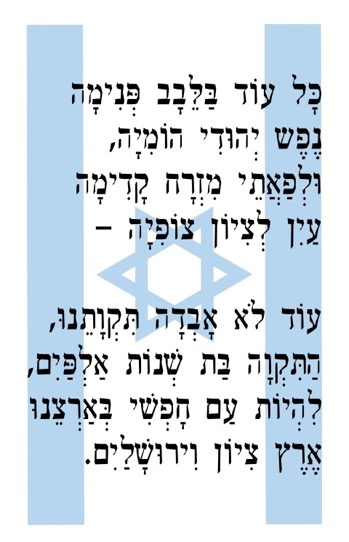 כָּל עוֹד בַּלֵּבָב פְּנִימָה
נֶפֶשׁ יְהוּדִי הוֹמִיָּה,
וּלְפַאֲתֵי מִזְרָח קָדִימָה
עַיִן לְצִיּוֹן צוֹפִיָּה –
עוֹד לֹא אָבְדָה תִּקְוָתֵנוּ,
הַתִּקְוָה בַּת שְׁנוֹת אַלְפַּיִם,
לִהְיוֹת עַם חָפְשִׁי בְּאַרְצֵנוּ
אֶרֶץ צִיּוֹן וִירוּשָׁלַיִם.